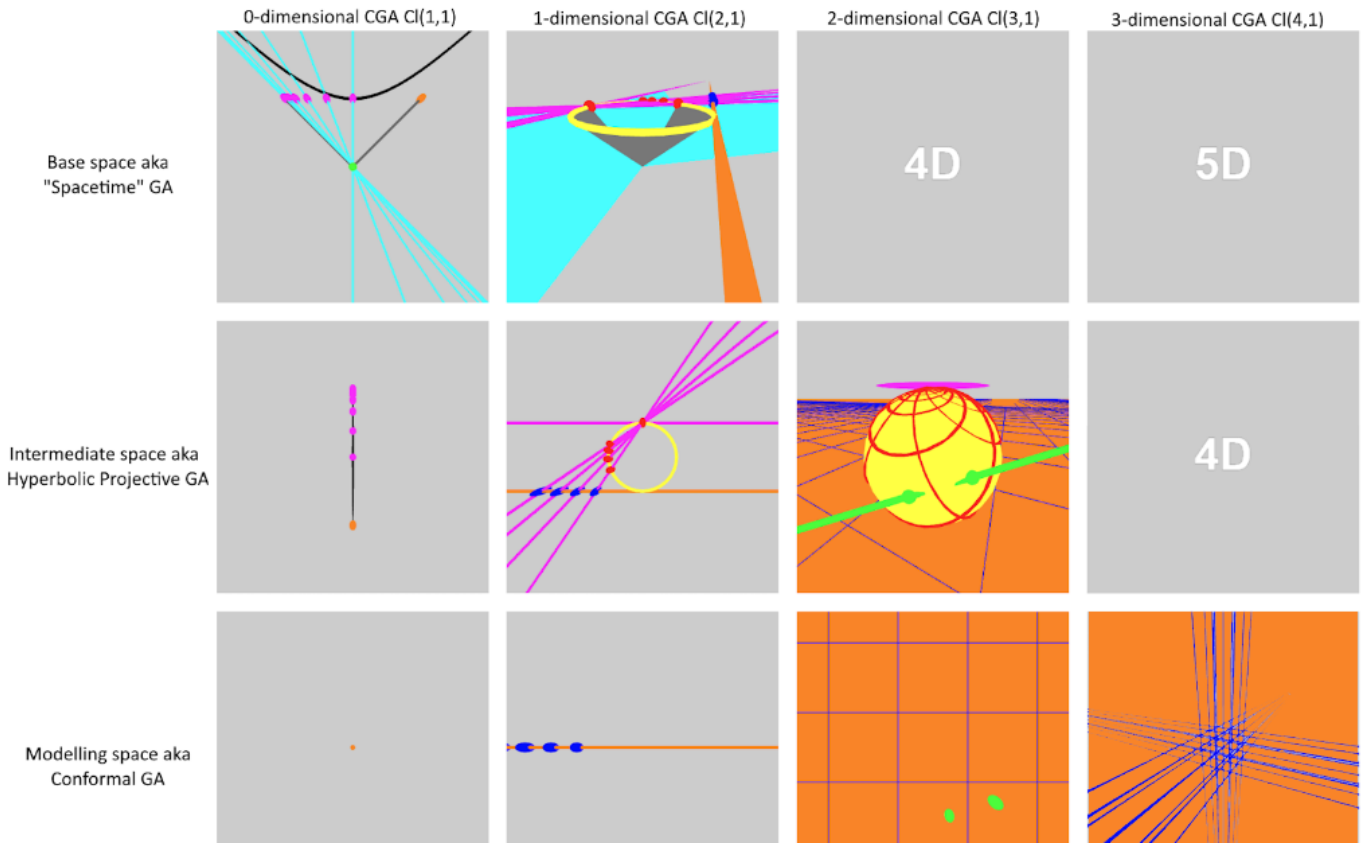 0-dimensional CGA Cl(1,1)
1-dimensional CGA Cl(2,1)
2-dimensional CGA Cl(3,1)
3-dimensional CGA Cl(4,1)
Base space aka
"Spacetime" GA
4D
5D
Intermediate space aka
Hyperbolic Projective GA
4D
Modelling space aka
Conformal GA